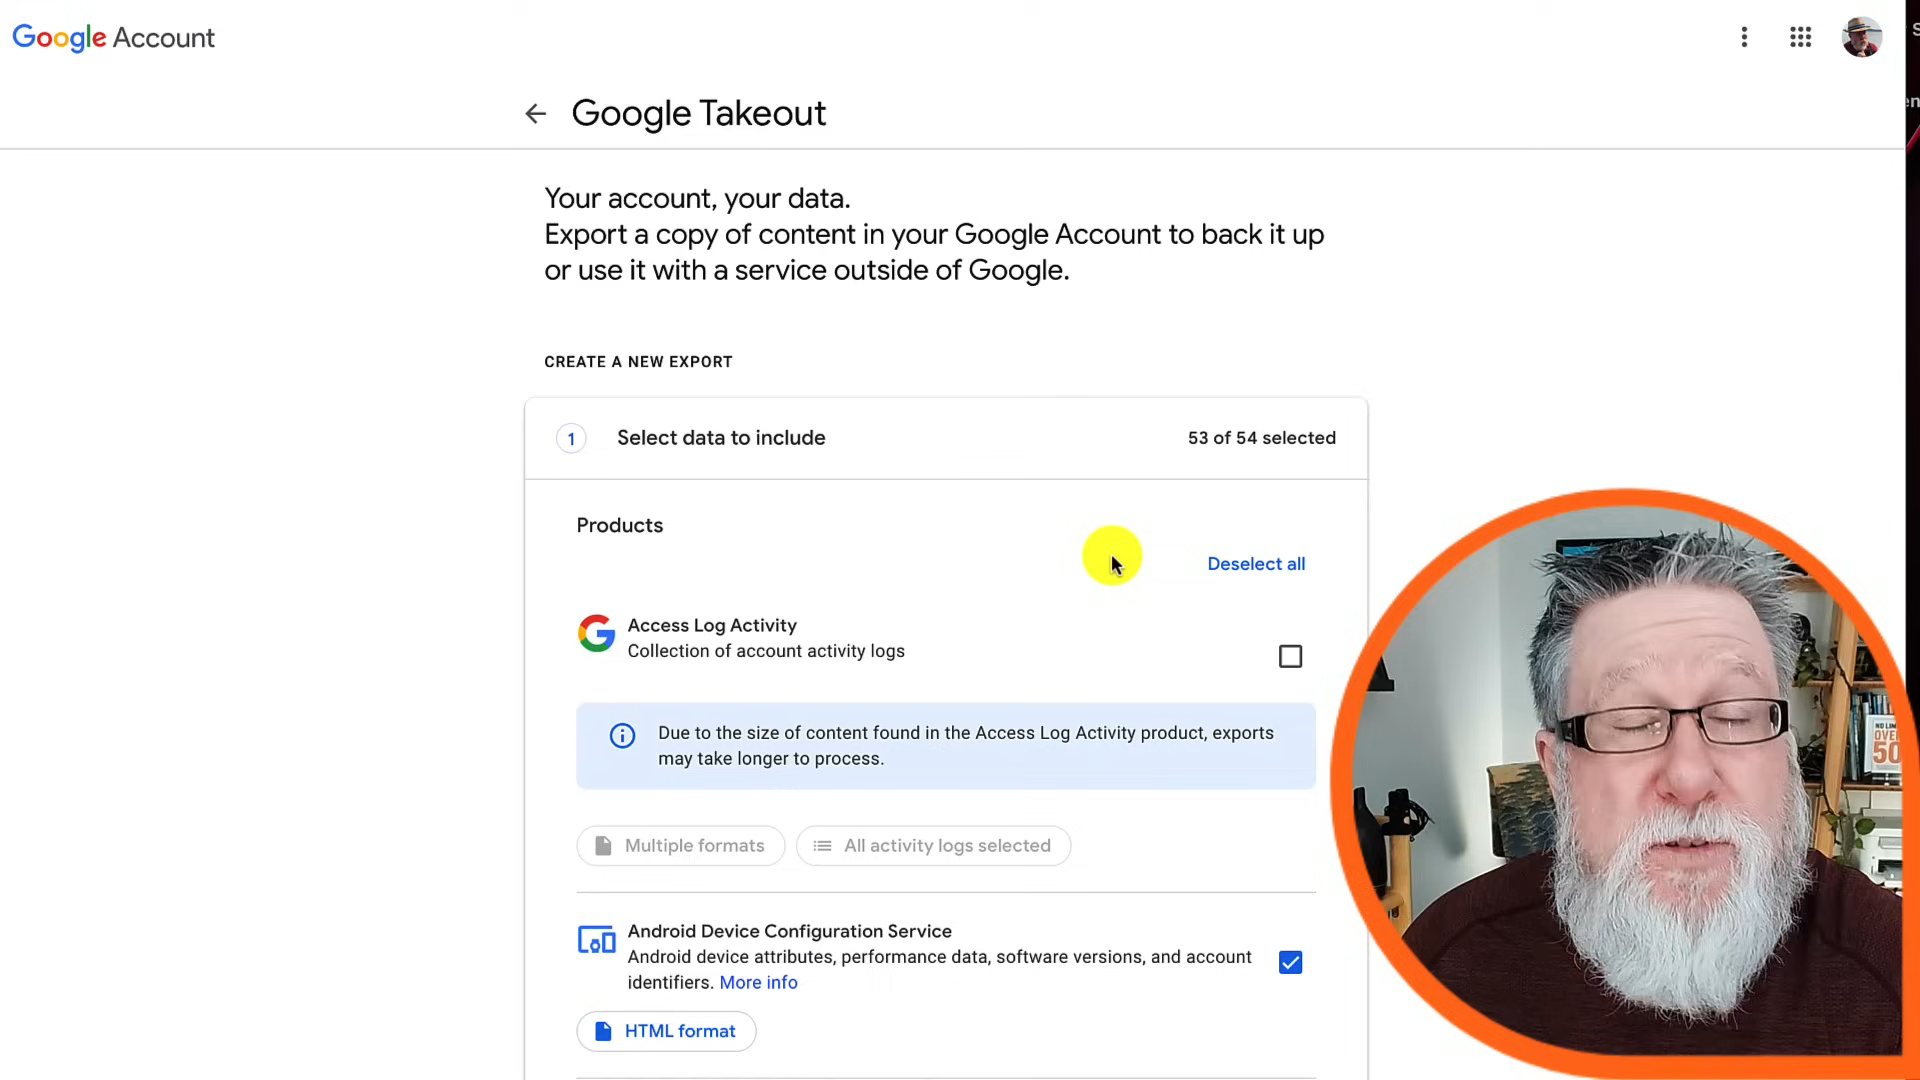 Google Account
Google Takeout
Your account, your data.
Export a copy of content in your Google Account to back it up
or use it with a service outside of Google.
CREATE A NEW EXPORT
1 Select data to include 53 of 54 selected
Products
Deselect all
Access Log Activity
Collection of account activity logs
Due to the size of content found in the Access Log Activity product, exports
may take longer to process.
Multiple formats All activity logs selected
Android Device Configuration Service
Android device attributes, performance data, software versions, and account
identifiers. More info
HTML format
OVER
50